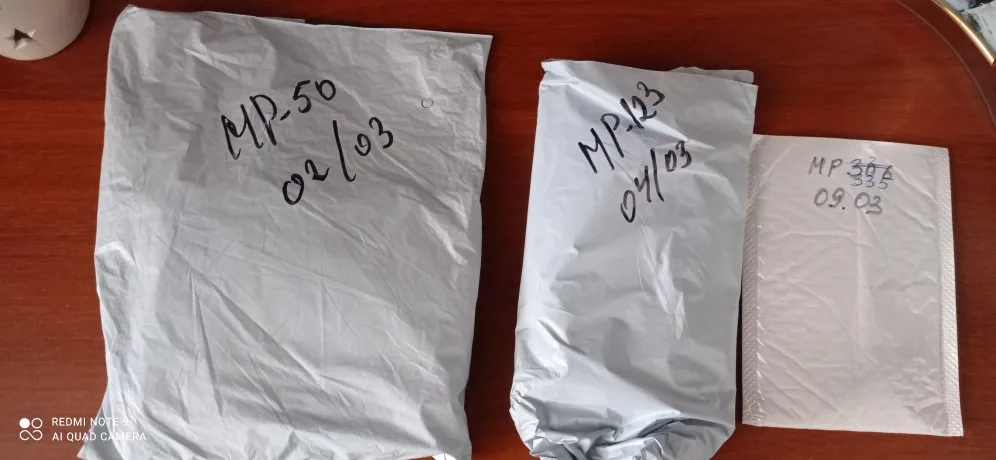 MP-50
02/03
MP-123
04/03
MP
335
09.03
REDMI NOTE 9
AI QUAD CAMERA